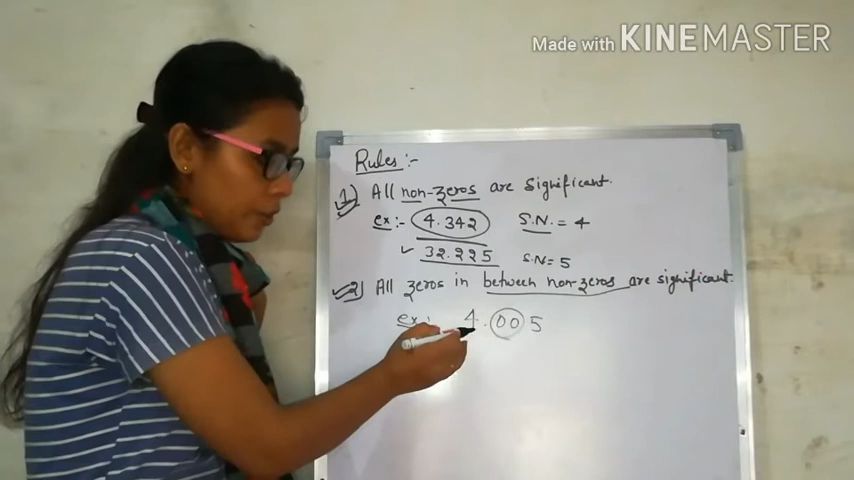 Made with KINEMASTER
Rules :-
1) All non-zeros are significant.
ex :- 4.342 S.N. = 4
✓ 32.225 S.N = 5
2) All zeros in between non-zeros are significant.
ex :- 4.005